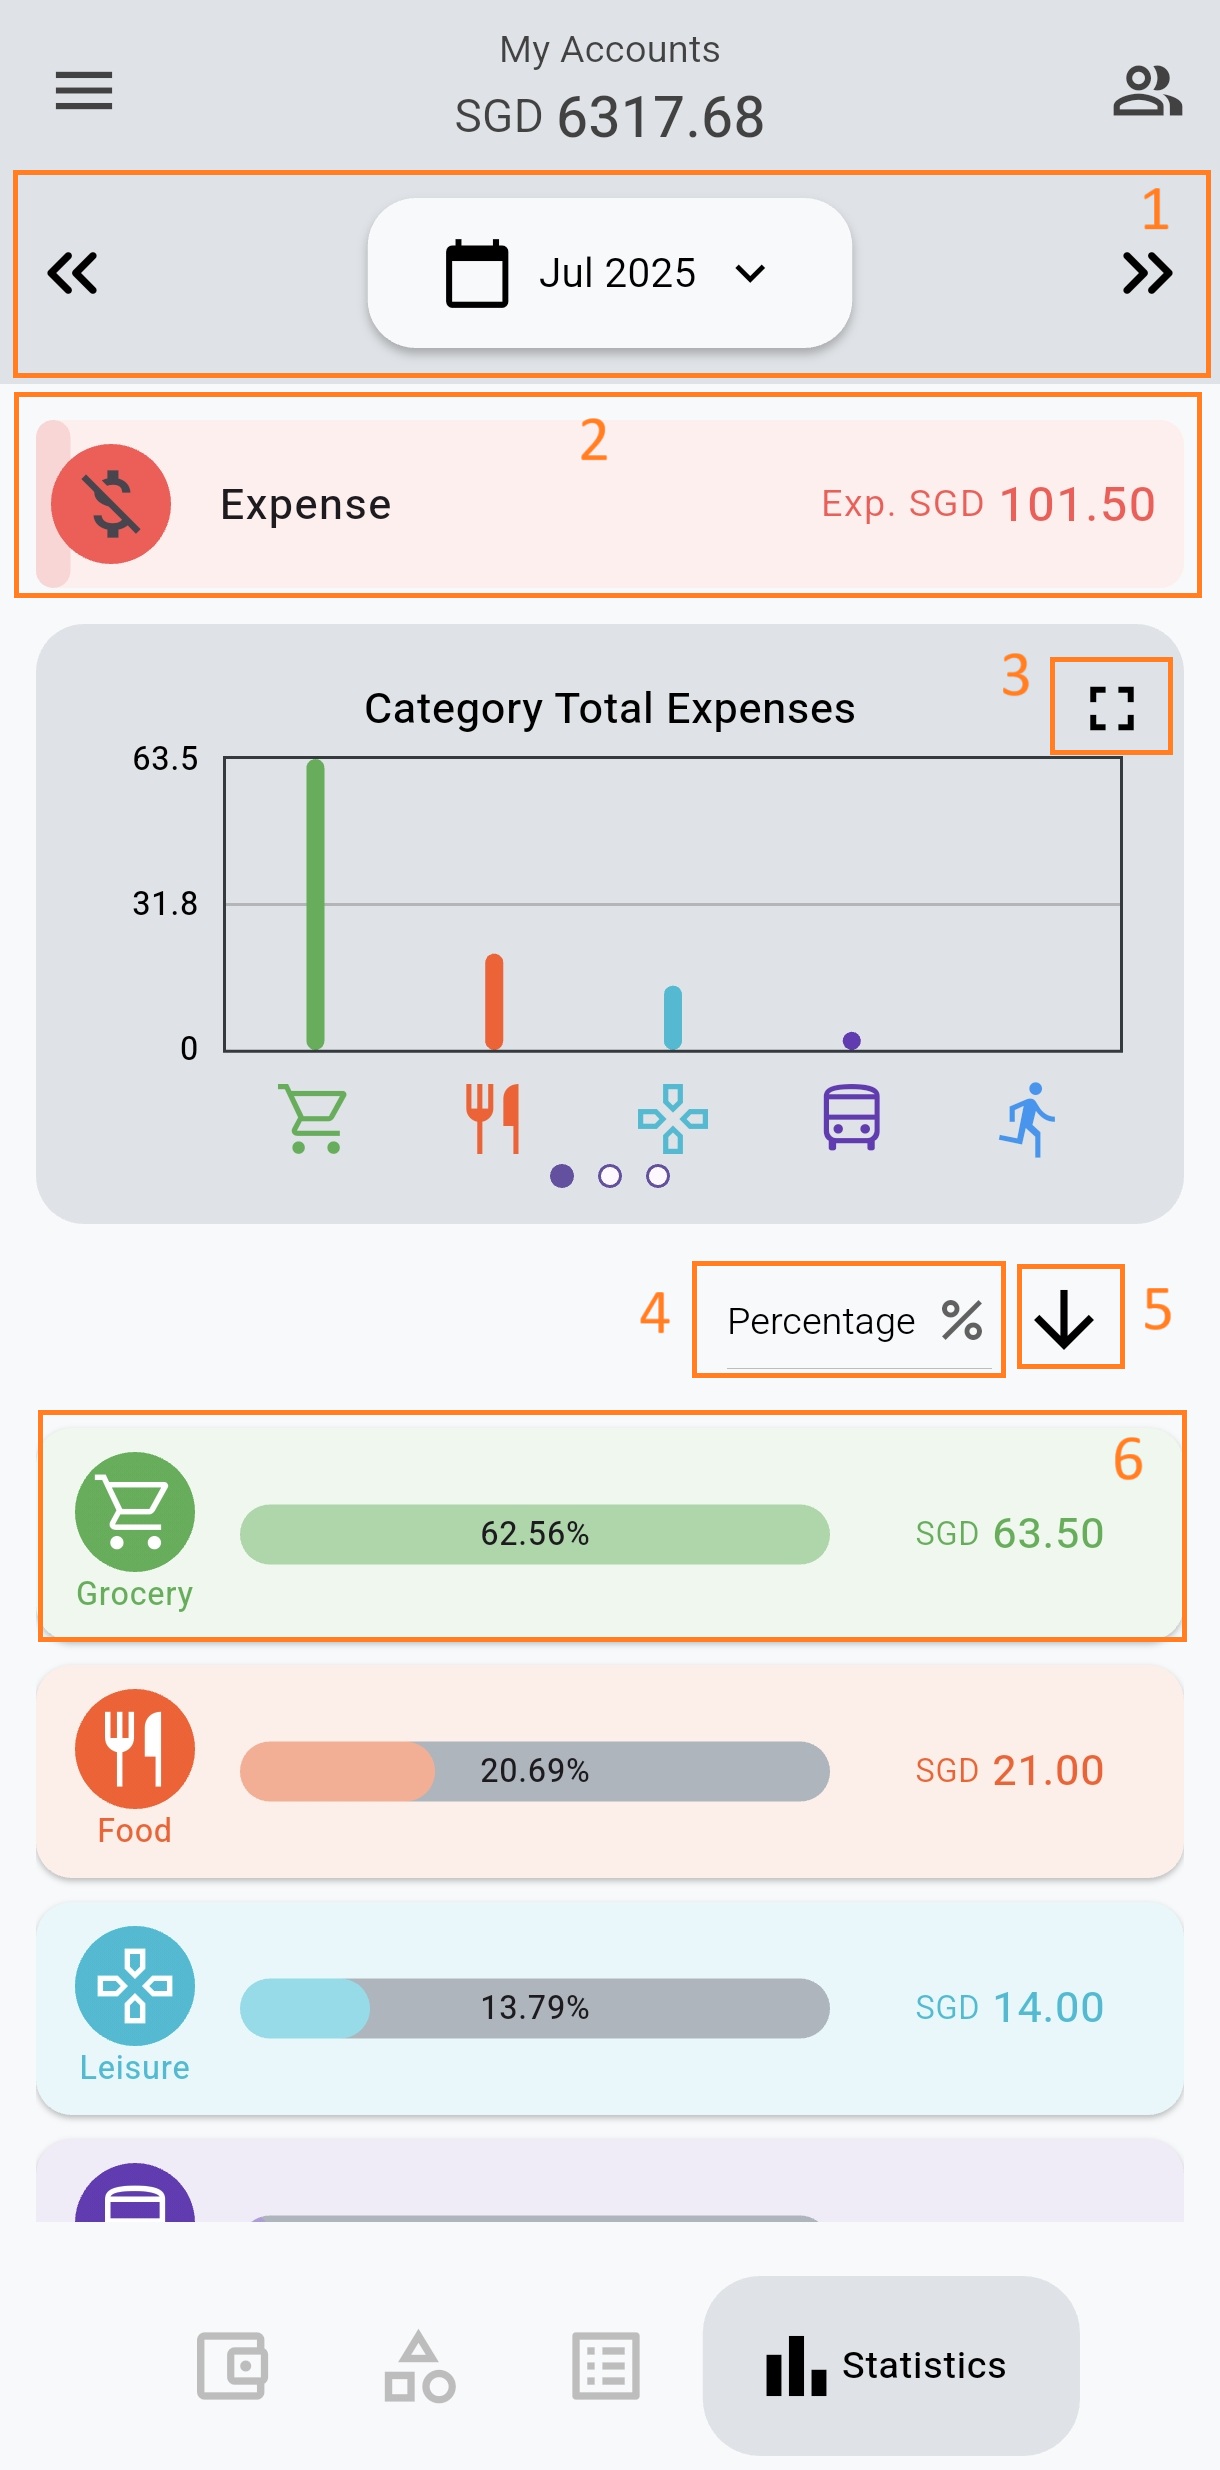 My Accounts
SGD 6317.68
1
Jul 2025
2
Expense Exp. SGD 101.50
3
Category Total Expenses
63.5
31.8
0
4 Percentage % 5
6
62.56% SGD 63.50
Grocery
20.69% SGD 21.00
Food
13.79% SGD 14.00
Leisure
Statistics